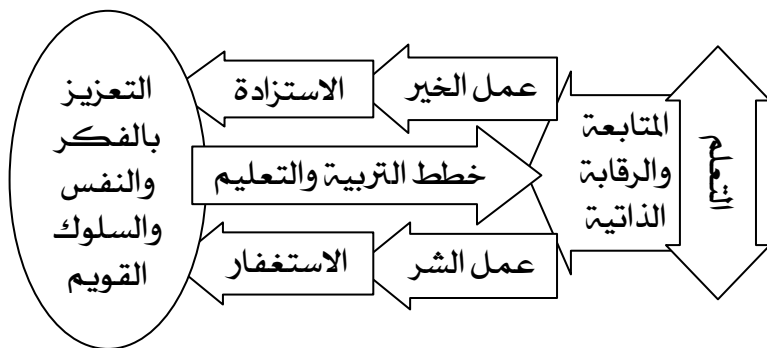 التعلم
المتابعة
والرقابة
الذاتية
عمل الخير
الاستزادة
خطط التربية والتعليم
عمل الشر
الاستغفار
التعزيز
بالفكر
والنفس
والسلوك
القويم